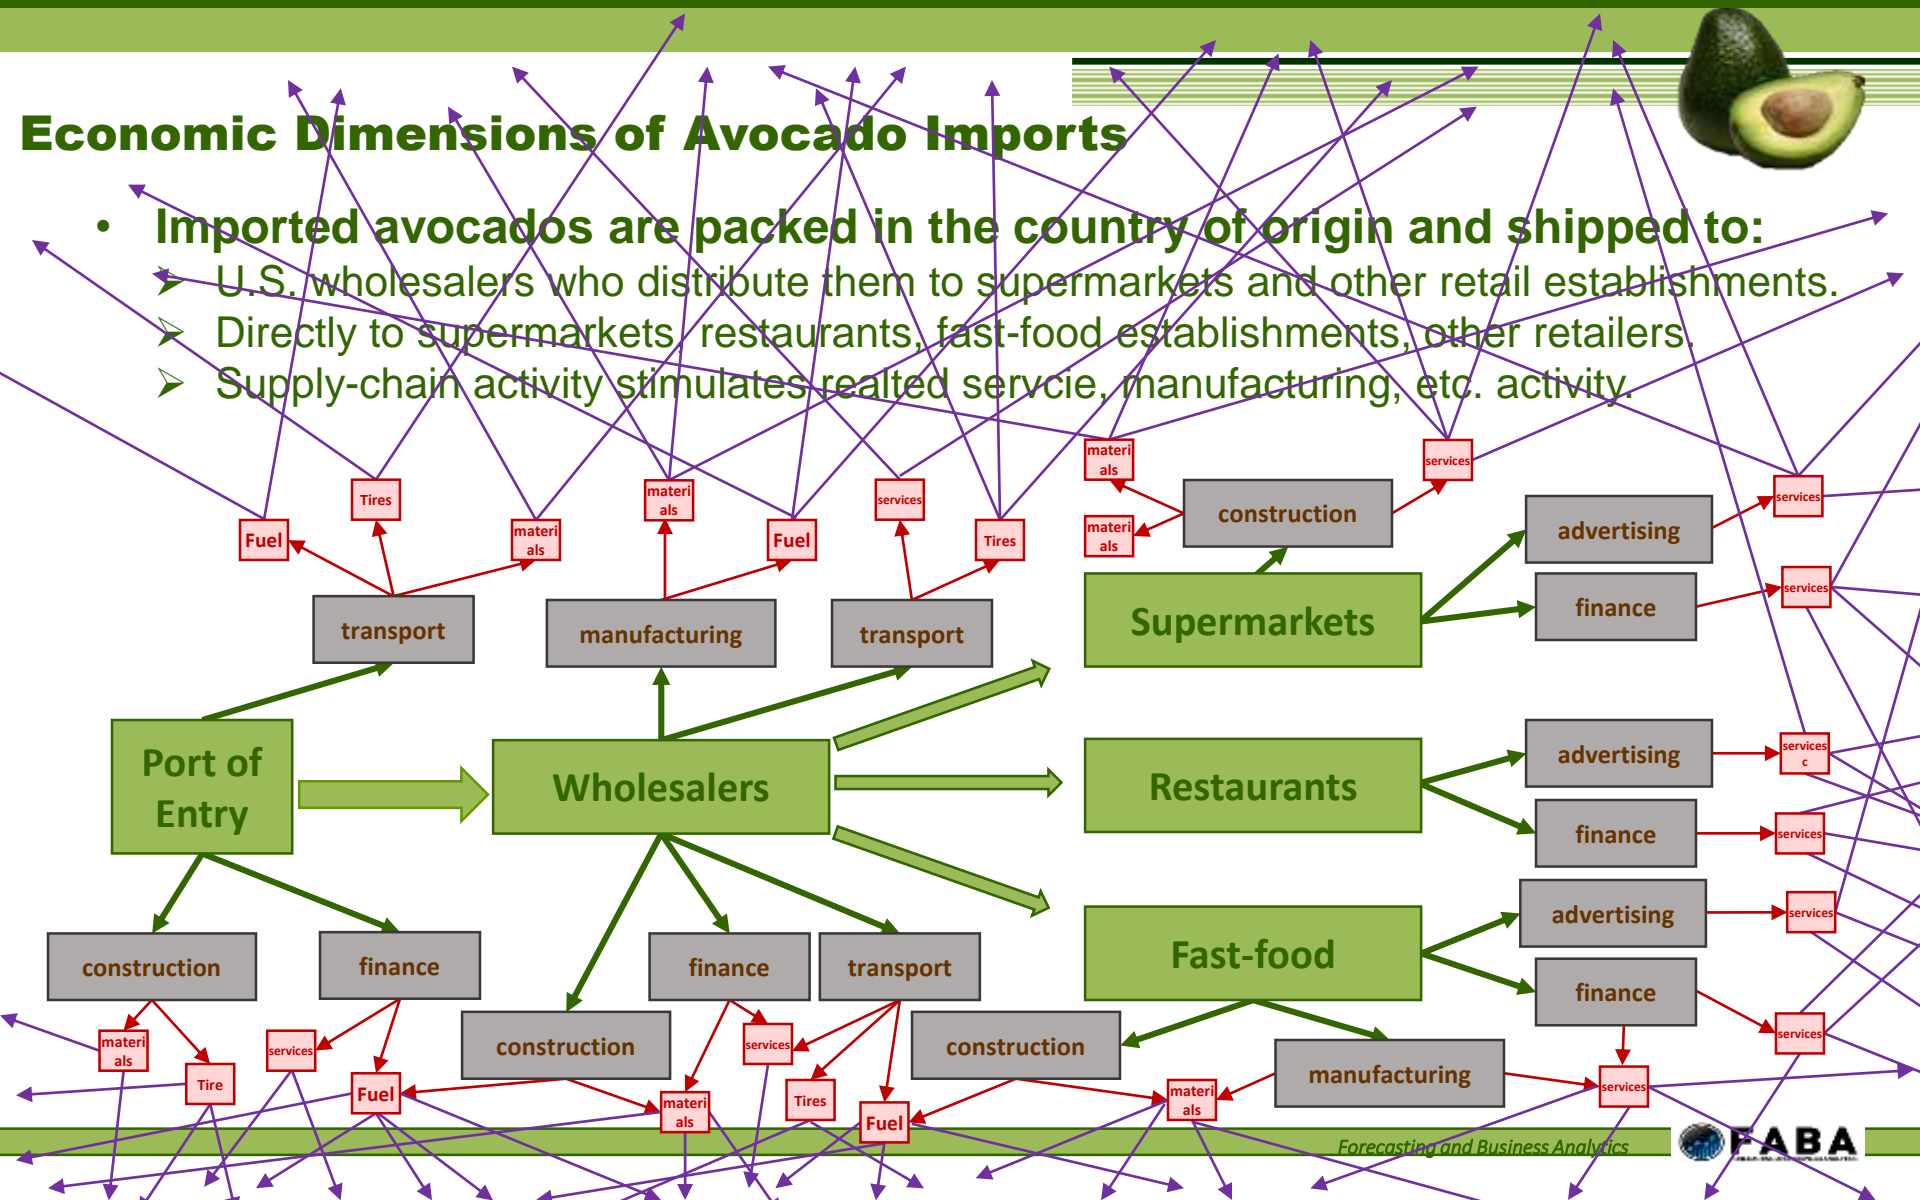 Economic Dimensions of Avocado Imports
• Imported avocados are packed in the country of origin and shipped to:
➢ U.S. wholesalers who distribute them to supermarkets and other retail establishments.
➢ Directly to supermarkets, restaurants, fast-food establishments, other retailers.
➢ Supply-chain activity stimulates realted servcie, manufacturing, etc. activity.
materi
als
services
Tires
materi
als
services
services
Fuel
materi
als
Fuel
Tires
materi
als
construction
advertising
services
finance
transport
manufacturing
transport
Supermarkets
Port of
Entry
Wholesalers
Restaurants
advertising
services
c
finance
services
advertising
services
Fast-food
construction
finance
finance
transport
finance
services
materi
als
services
construction
services
construction
manufacturing
Tire
Fuel
materi
als
Tires
Fuel
materi
als
services
Forecasting and Business Analytics
FABA